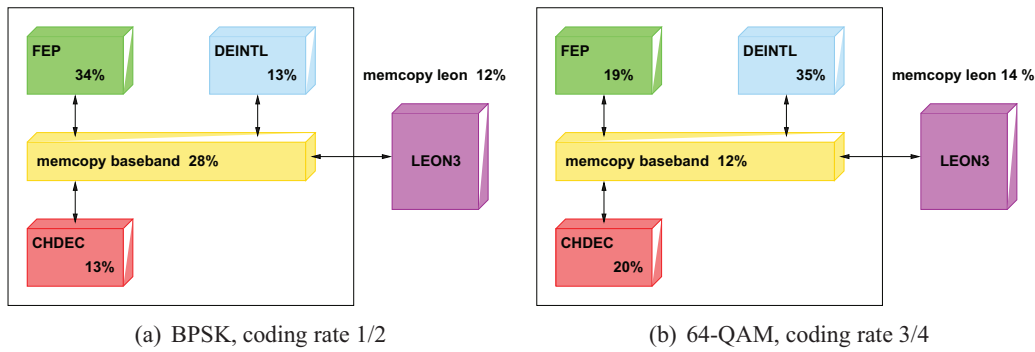 FEP
34%
DEINTL
13%
memcopy leon 12%
memcopy baseband 28%
LEON3
CHDEC
13%
(a) BPSK, coding rate 1/2
FEP
19%
DEINTL
35%
memcopy leon 14 %
memcopy baseband 12%
LEON3
CHDEC
20%
(b) 64-QAM, coding rate 3/4